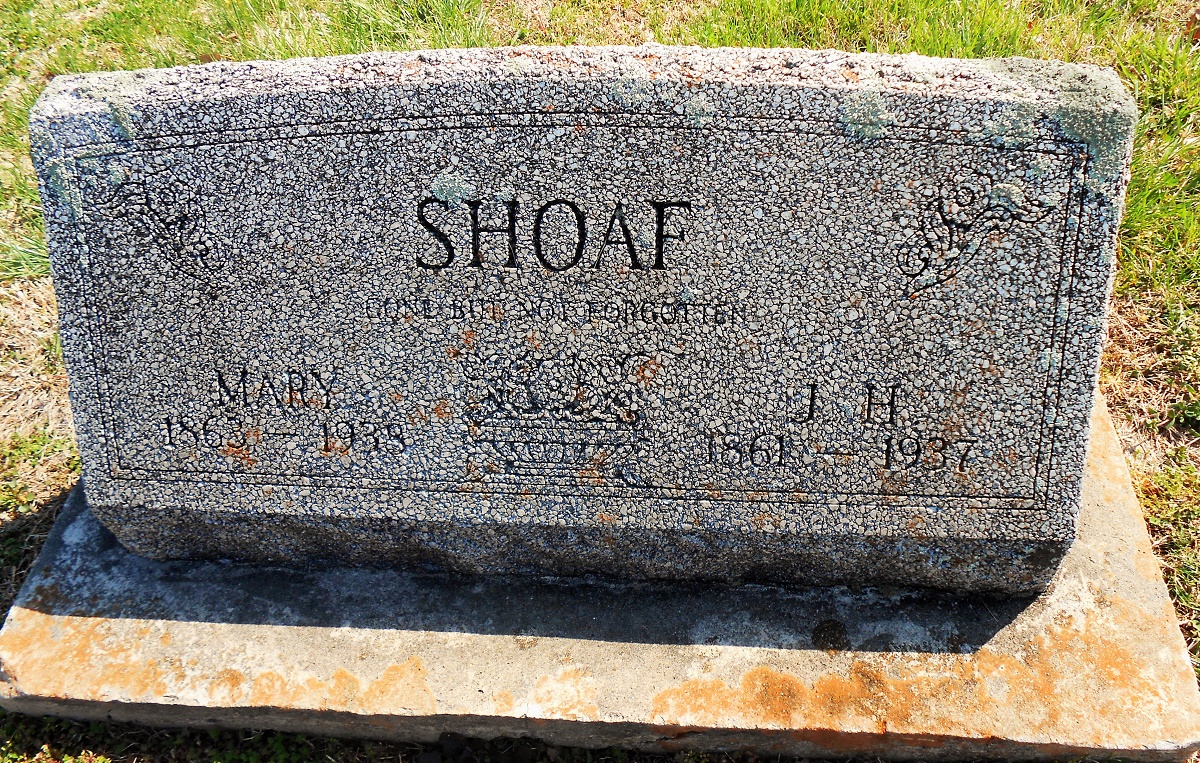 SHOAF
GONE BUT NOT FORGOTTEN
MARY J H
1863 — 1938 1861 — 1937